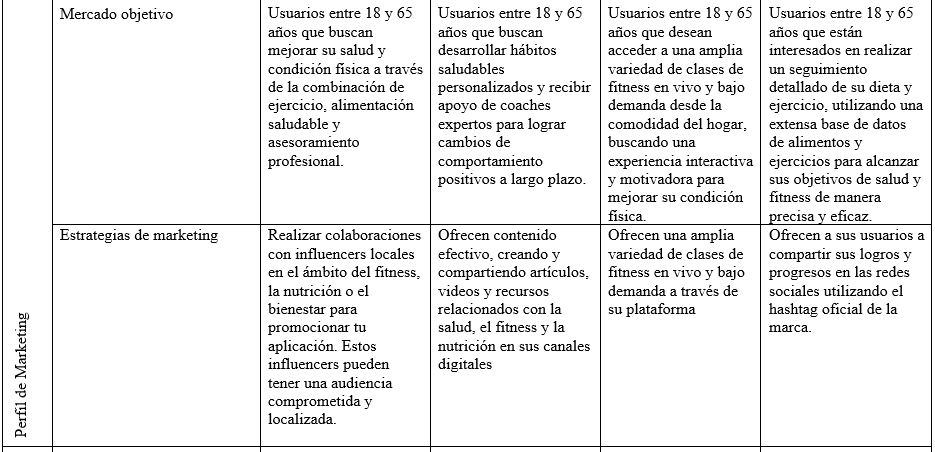 Mercado objetivo
Usuarios entre 18 y 65
años que buscan
mejorar su salud y
condición física a través
de la combinación de
ejercicio, alimentación
saludable y
asesoramiento
profesional.
Usuarios entre 18 y 65
años que buscan
desarrollar hábitos
saludables
personalizados y recibir
apoyo de coaches
expertos para lograr
cambios de
comportamiento
positivos a largo plazo.
Usuarios entre 18 y 65
años que desean
acceder a una amplia
variedad de clases de
fitness en vivo y bajo
demanda desde la
comodidad del hogar,
buscando una
experiencia interactiva
y motivadora para
mejorar su condición
física.
Usuarios entre 18 y 65
años que están
interesados en realizar
un seguimiento
detallado de su dieta y
ejercicio, utilizando una
extensa base de datos
de alimentos y
ejercicios para alcanzar
sus objetivos de salud y
fitness de manera
precisa y eficaz.
Perfil de Marketing
Estrategias de marketing
Realizar colaboraciones
con influencers locales
en el ámbito del fitness,
la nutrición o el
bienestar para
promocionar tu
aplicación. Estos
influencers pueden
tener una audiencia
comprometida y
localizada.
Ofrecen contenido
efectivo, creando y
compartiendo artículos,
videos y recursos
relacionados con la
salud, el fitness y la
nutrición en sus canales
digitales
Ofrecen una amplia
variedad de clases de
fitness en vivo y bajo
demanda a través de
su plataforma
Ofrecen a sus usuarios a
compartir sus logros y
progresos en las redes
sociales utilizando el
hashtag oficial de la
marca.